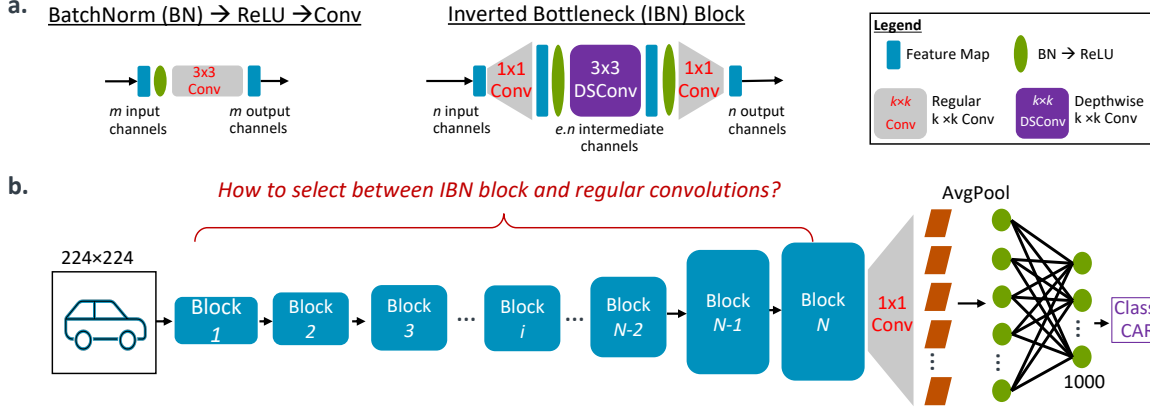 a.
BatchNorm (BN) → ReLU →Conv
3x3
Conv
m input
channels
m output
channels
Inverted Bottleneck (IBN) Block
1x1
Conv
3x3
DSConv
1x1
Conv
n input
channels
e.n intermediate
channels
n output
channels
Legend
Feature Map
BN → ReLU
k×k
Conv
Regular
k ×k Conv
k×k
DSConv
Depthwise
k ×k Conv
b.
How to select between IBN block and regular convolutions?
224×224
Block
1
Block
2
Block
3
...
Block
i
...
Block
N-2
Block
N-1
Block
N
1x1
Conv
AvgPool
1000
Class
CAR